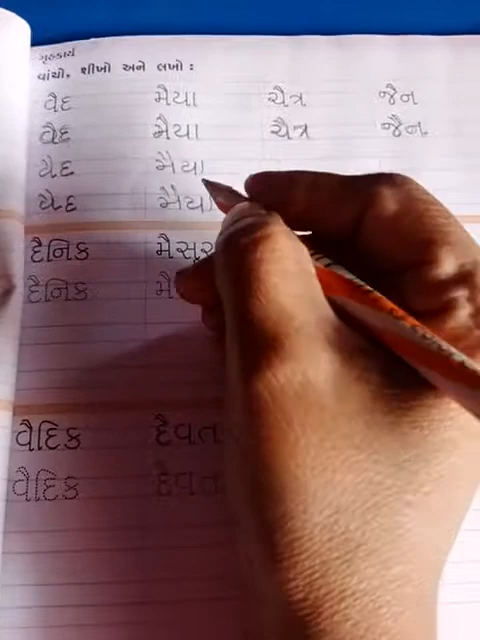 ગૃહકાર્ય
વાંચો, શીખો અને લખો :
વૈદ મૈયા ચૈત્ર જૈન
વૈદ મૈયા ચૈત્ર જૈન
વૈદ મૈયા
વૈદ મૈયા
દૈનિક મૈસૂર
દૈનિક
વૈદિક દૈવત
વૈદિક દૈવત